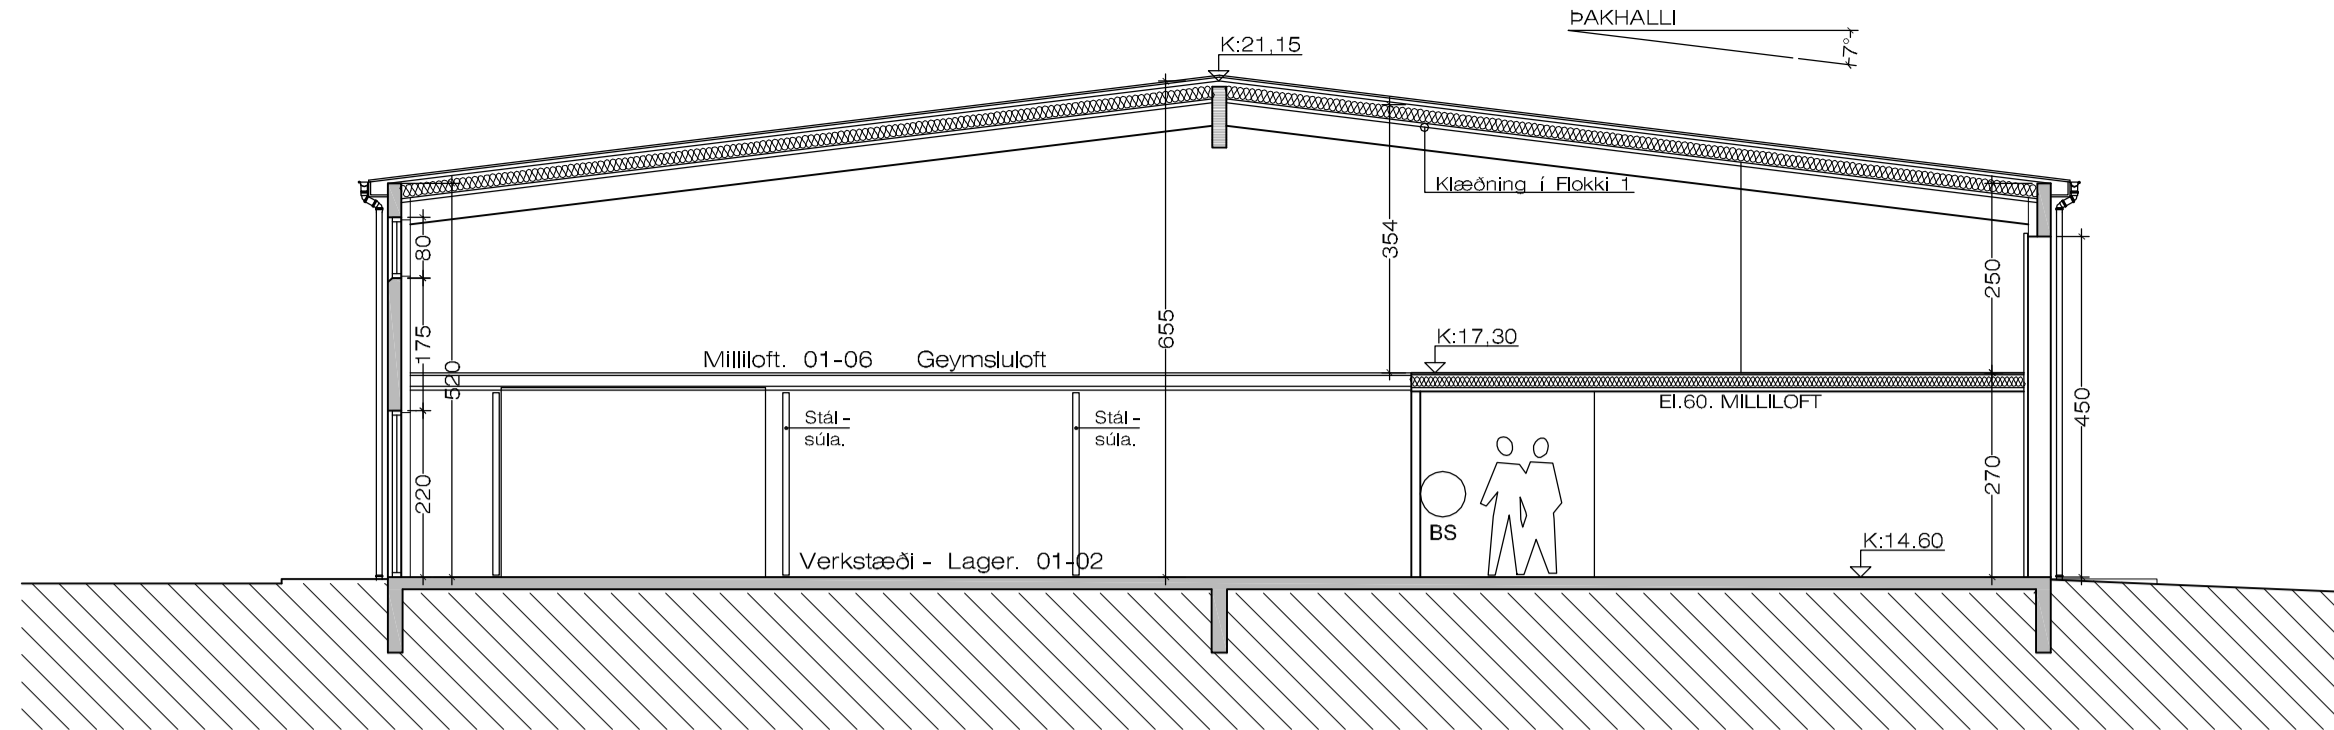 ÞAKHALLI
7°
K:21,15
Klæðning í Flokki 1
80
354
250
175
655
K:17,30
Milliloft. 01-06 Geymsluloft
520
EI.60. MILLILOFT
450
Stál-
súla.
Stál-
súla.
220
270
BS
K:14.60
Verkstæði - Lager. 01-02